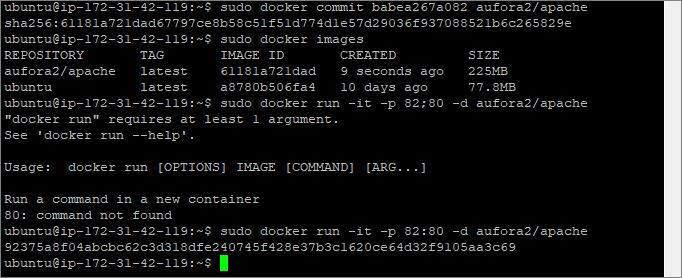 ubuntu@ip-172-31-42-119:~$ sudo docker commit babea267a082 aufora2/apache
sha256:61181a721dad67797ce8b58c51f51d774d1e57d29036f937088521b6c265829e
ubuntu@ip-172-31-42-119:~$ sudo docker images
REPOSITORY TAG IMAGE ID CREATED SIZE
aufora2/apache latest 61181a721dad 9 seconds ago 225MB
ubuntu latest a8780b506fa4 10 days ago 77.8MB
ubuntu@ip-172-31-42-119:~$ sudo docker run -it -p 82;80 -d aufora2/apache
"docker run" requires at least 1 argument.
See 'docker run --help'.
Usage:  docker run [OPTIONS] IMAGE [COMMAND] [ARG...]
Run a command in a new container
80: command not found
ubuntu@ip-172-31-42-119:~$ sudo docker run -it -p 82:80 -d aufora2/apache
92375a8f04abcbc62c3d318dfe240745f428e37b3c1620ce64d32f9105aa3c69
ubuntu@ip-172-31-42-119:~$